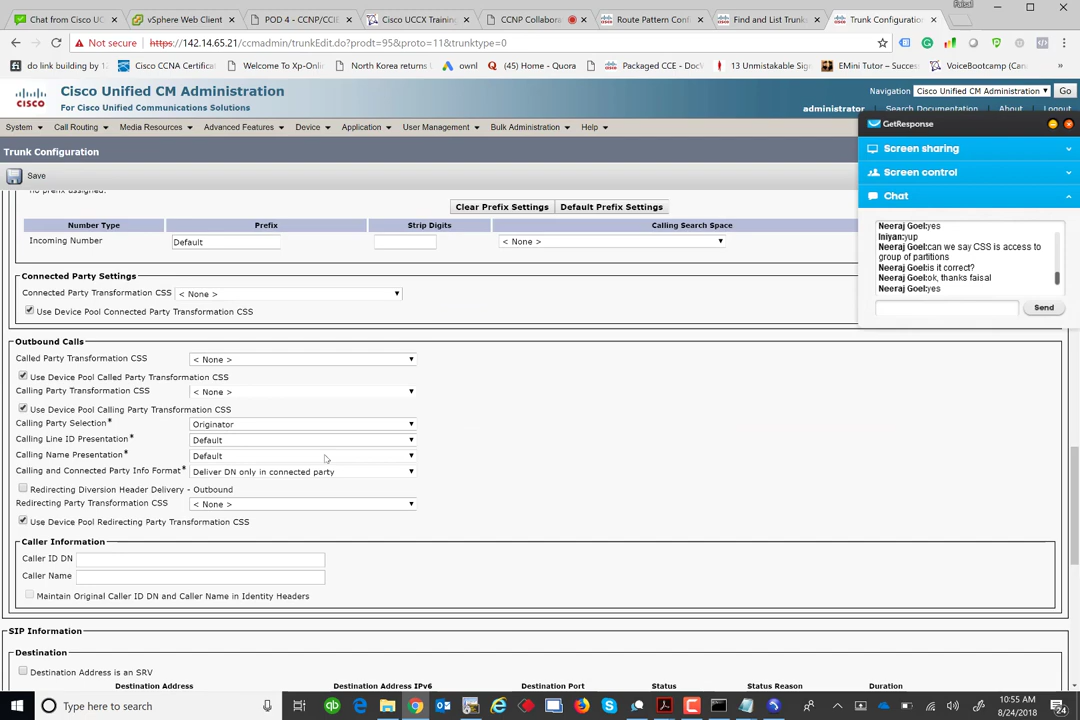 Chat from Cisco UC
vSphere Web Client
POD 4 - CCNP/CCIE
Cisco UCCX Training
CCNP Collabora
Route Pattern Conf
Find and List Trunks
Trunk Configuration
Faisal
Not secure https://142.14.65.21/ccmadmin/trunkEdit.do?prodt=95&proto=11&trunktype=0
do link building by 12
Cisco CCNA Certificat
Welcome To Xp-Onli
North Korea returns
ownl
(45) Home - Quora
Packaged CCE - Doc
13 Unmistakable Sig
EMini Tutor – Succes
VoiceBootcamp (Can
CISCO
Cisco Unified CM Administration
For Cisco Unified Communications Solutions
Navigation Cisco Unified CM Administration Go
administrator Search Documentation About Logout
System Call Routing Media Resources Advanced Features Device Application User Management Bulk Administration Help
Trunk Configuration
Save
no prefix assigned.
Clear Prefix Settings Default Prefix Settings
Number Type Prefix Strip Digits Calling Search Space
Incoming Number Default < None >
Connected Party Settings
Connected Party Transformation CSS < None >
Use Device Pool Connected Party Transformation CSS
Outbound Calls
Called Party Transformation CSS < None >
Use Device Pool Called Party Transformation CSS
Calling Party Transformation CSS < None >
Use Device Pool Calling Party Transformation CSS
Calling Party Selection* Originator
Calling Line ID Presentation* Default
Calling Name Presentation* Default
Calling and Connected Party Info Format* Deliver DN only in connected party
Redirecting Diversion Header Delivery - Outbound
Redirecting Party Transformation CSS < None >
Use Device Pool Redirecting Party Transformation CSS
Caller Information
Caller ID DN
Caller Name
Maintain Original Caller ID DN and Caller Name in Identity Headers
SIP Information
Destination
Destination Address is an SRV
Destination Address Destination Address IPv6 Destination Port Status Status Reason Duration
GetResponse
Screen sharing
Screen control
Chat
Neeraj Goel:yes
Iniyan:yup
Neeraj Goel:can we say CSS is access to
group of partitions
Neeraj Goel:is it correct?
Neeraj Goel:ok, thanks faisal
Neeraj Goel:yes
Send
Type here to search
10:55 AM
8/24/2018
24